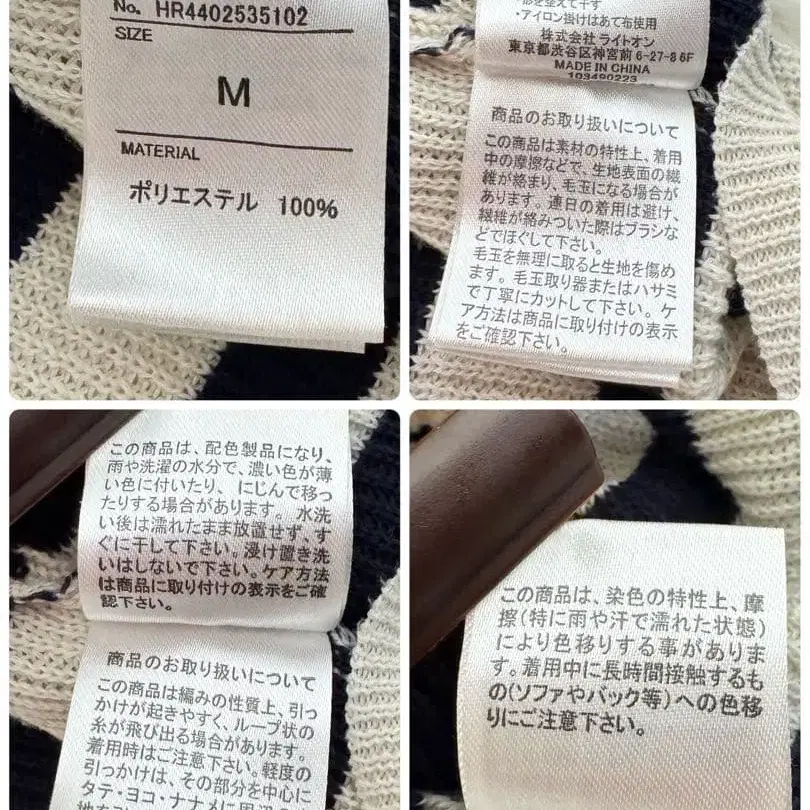 No. HR4402535102
SIZE
M
MATERIAL
ポリエステル 100%
形を整えて干す
・アイロン掛けはあて布使用
株式会社 ライトオン
東京都渋谷区神宮前 6-27-8 6F
MADE IN CHINA
103490223
商品のお取り扱いについて
この商品は素材の特性上、着用
中の摩擦などで、生地表面の繊
維が絡まり、毛玉になる場合が
あります。連日の着用は避け、
繊維が絡みついた際はブラシな
どでほぐして下さい。
毛玉を無理に取ると生地を傷め
ます。毛玉取り器またはハサミ
で丁寧にカットして下さい。ケ
ア方法は商品に取り付けの表示
をご確認下さい。
この商品は、配色製品になり、
雨や洗濯の水分で、濃い色が薄
い色に付いたり、にじんで移っ
たりする場合があります。水洗
い後は濡れたまま放置せず、す
ぐに干して下さい。浸け置き洗
いはしないで下さい。ケア方法
は商品に取り付けの表示をご確
認下さい。
商品のお取り扱いについて
この商品は編みの性質上、引っ
かけが起きやすく、ループ状の
糸が飛び出る場合があります。
着用時はご注意下さい。軽度の
引っかけは、その部分を中心に
タテ・ヨコ・ナナメに
この商品は、染色の特性上、摩
擦(特に雨や汗で濡れた状態)
により色移りする事がありま
す。着用中に長時間接触するも
の(ソファやバック等)への色移
りにご注意下さい。